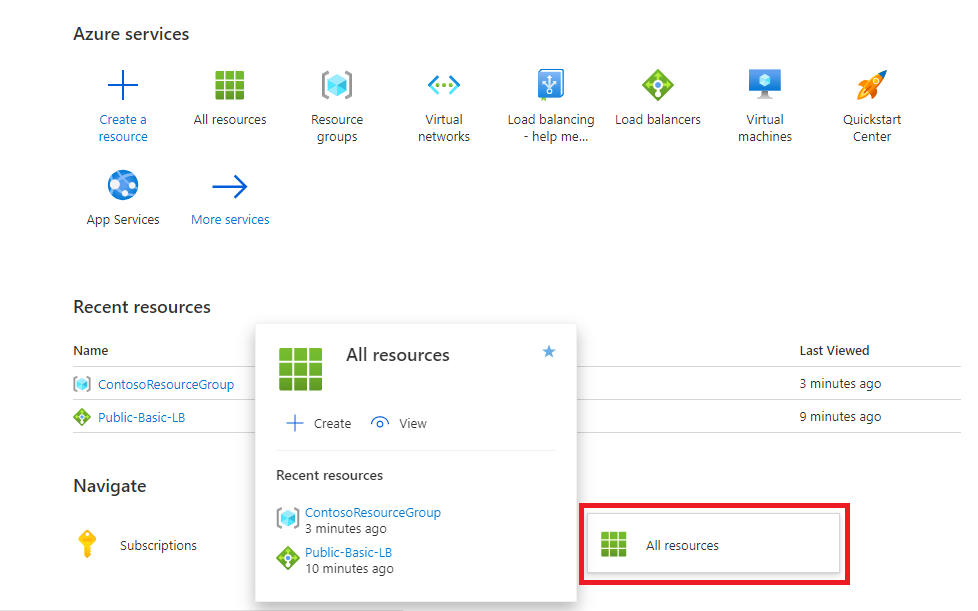 Azure services
Create a
resource
All resources
Resource
groups
Virtual
networks
Load balancing
- help me...
Load balancers
Virtual
machines
Quickstart
Center
App Services
More services
Recent resources
Name
Last Viewed
ContosoResourceGroup
3 minutes ago
Public-Basic-LB
9 minutes ago
All resources
Create
View
Recent resources
ContosoResourceGroup
3 minutes ago
Public-Basic-LB
10 minutes ago
Navigate
Subscriptions
All resources